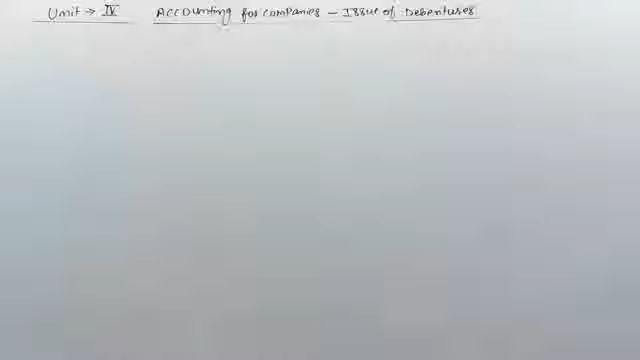 Unit → IV Accounting for Companies - Issue of Debentures